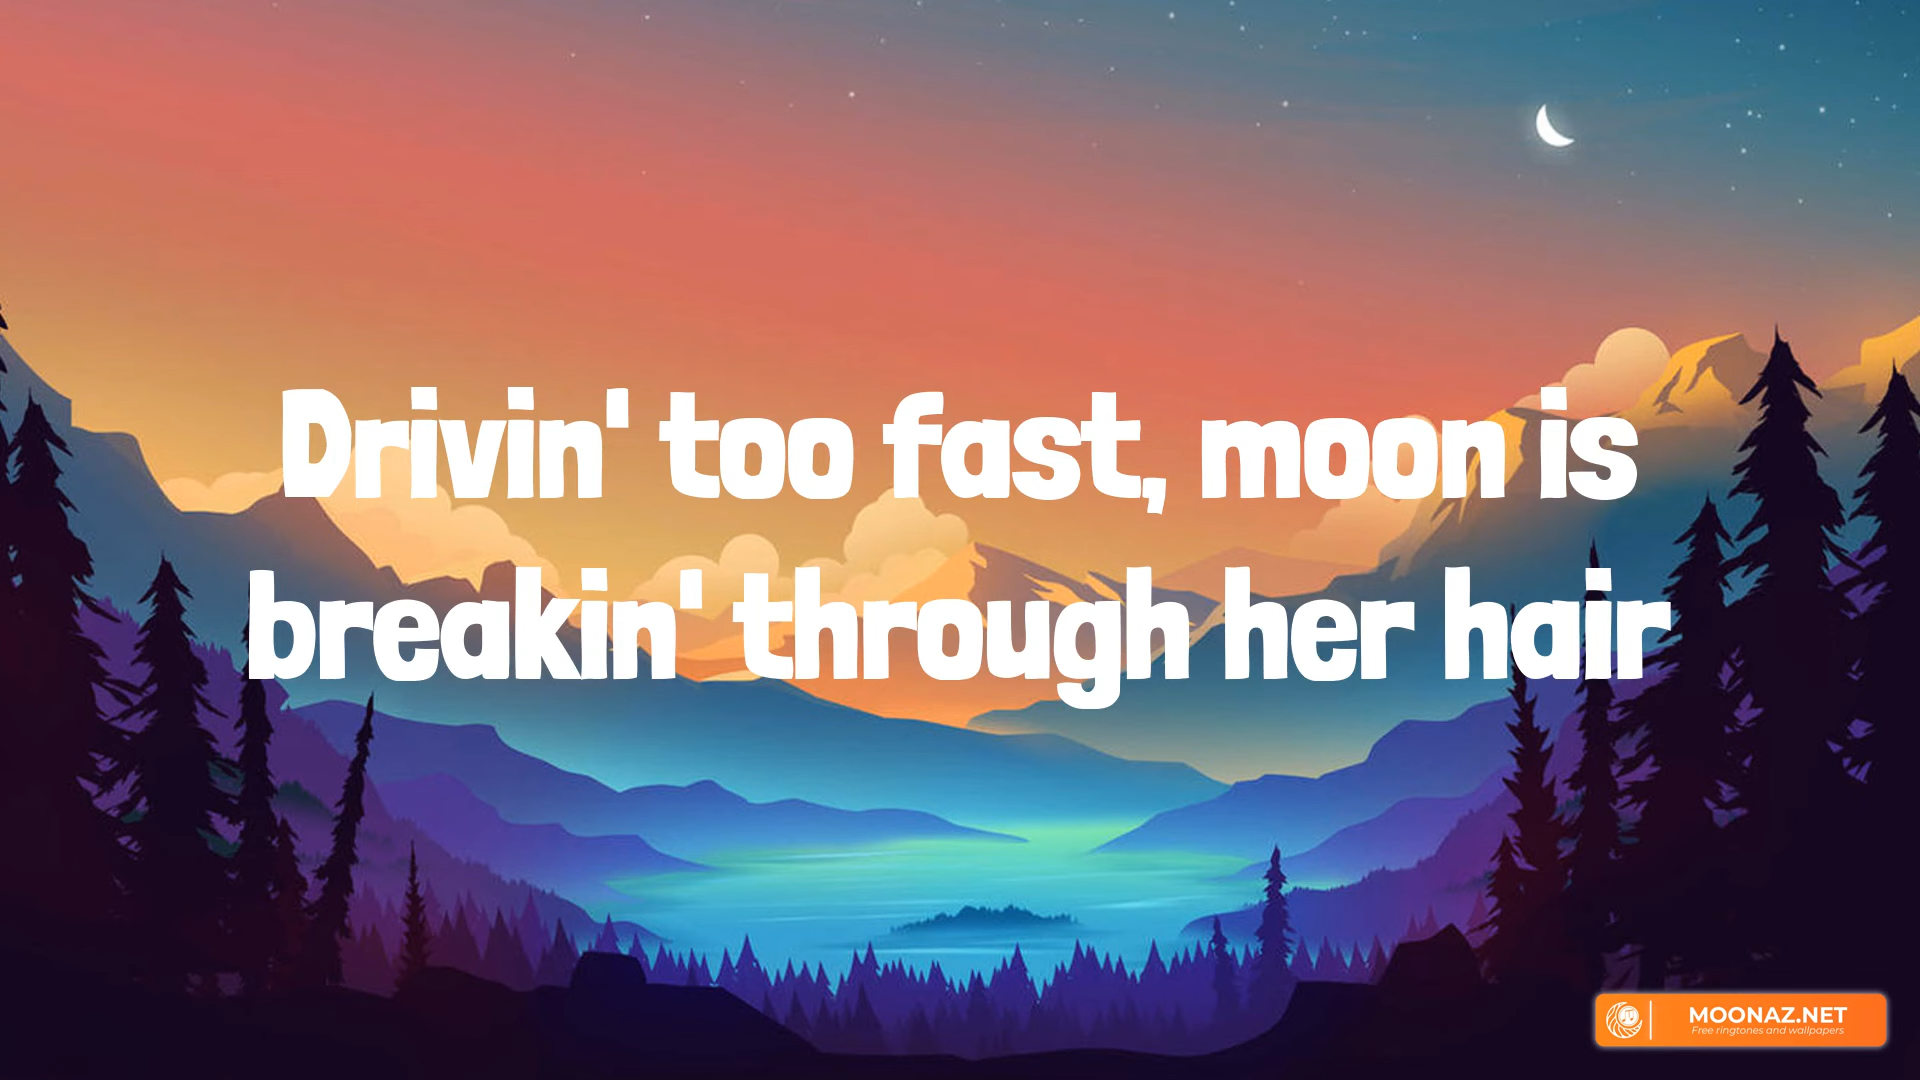 Drivin' too fast, moon is
breakin' through her hair
MOONAZ.NET
Free ringtones and wallpapers